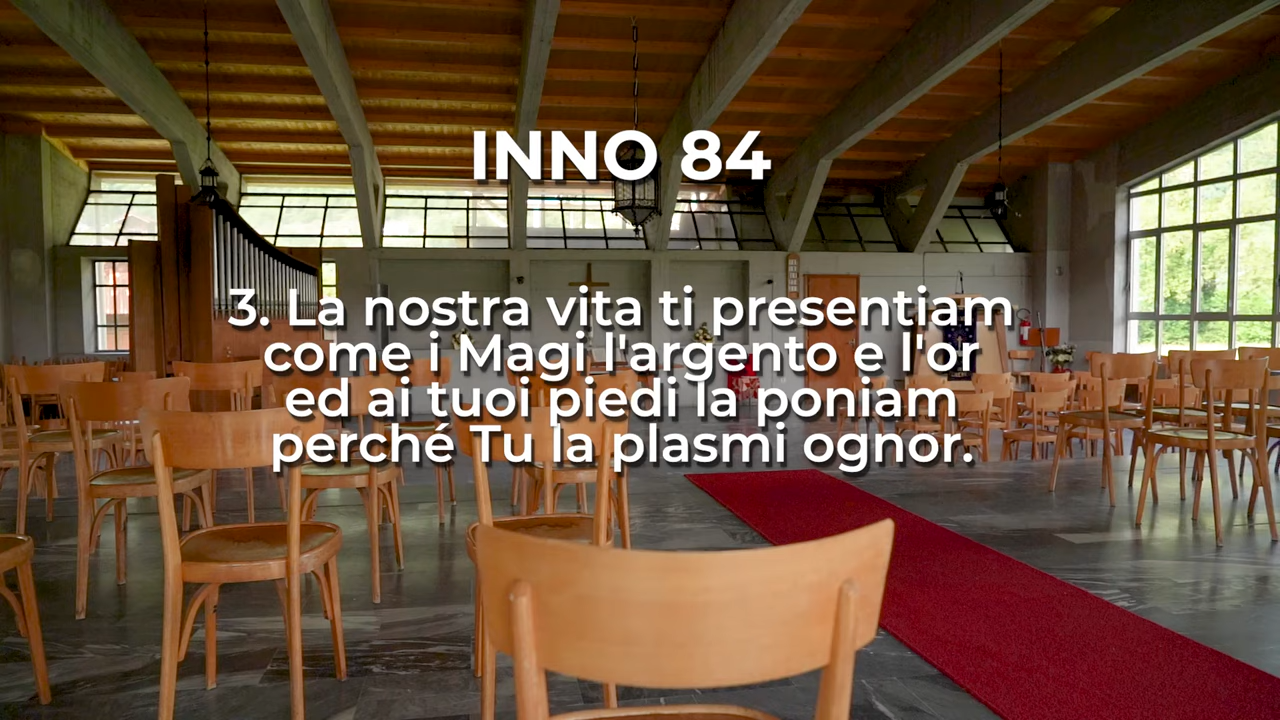 INNO 84
3. La nostra vita ti presentiam
come i Magi l'argento e l'or
ed ai tuoi piedi la poniam
perché Tu la plasmi ognor.